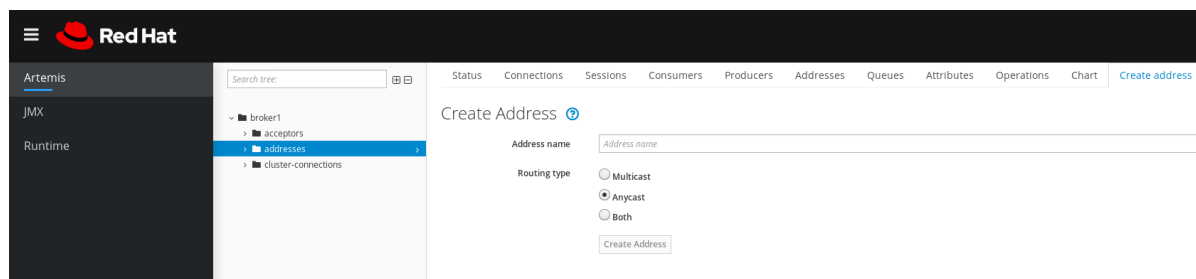 Red Hat
Artemis
JMX
Runtime
Search tree:
broker1
acceptors
addresses
cluster-connections
Status Connections Sessions Consumers Producers Addresses Queues Attributes Operations Chart Create address
Create Address
Address name Address name
Routing type Multicast
Anycast
Both
Create Address